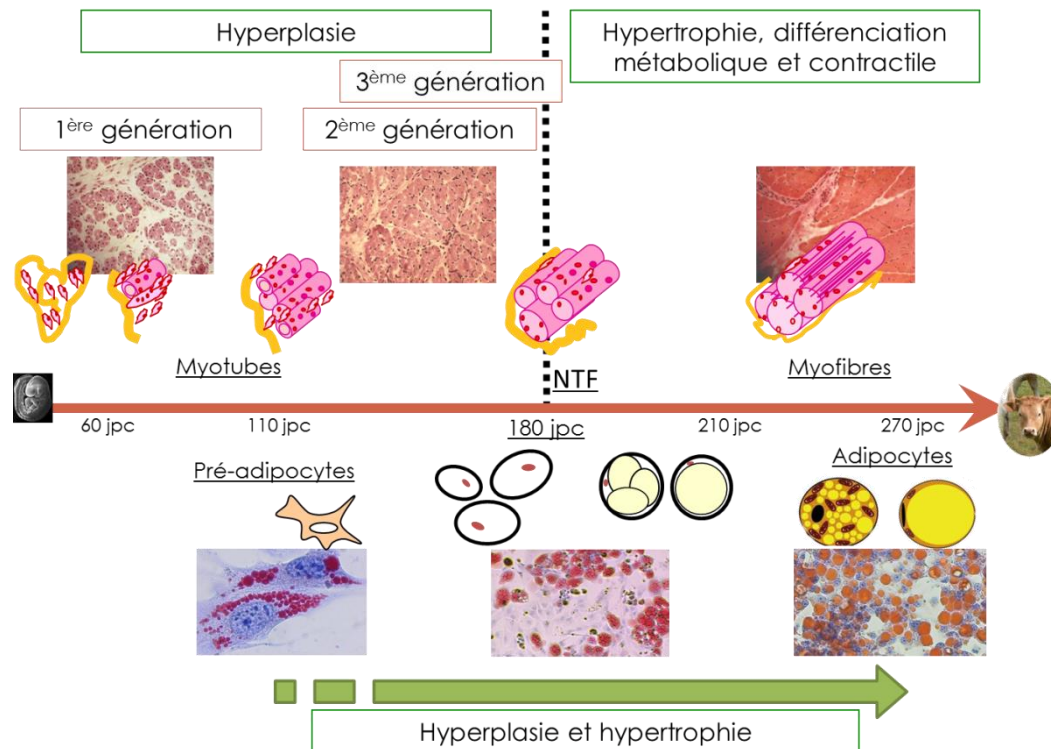 Hyperplasie
Hypertrophie, différenciation
métabolique et contractile
3ème génération
1ère génération
2ème génération
Myotubes
NTF
Myofibres
60 jpc
110 jpc
180 jpc
210 jpc
270 jpc
Pré-adipocytes
Adipocytes
Hyperplasie et hypertrophie